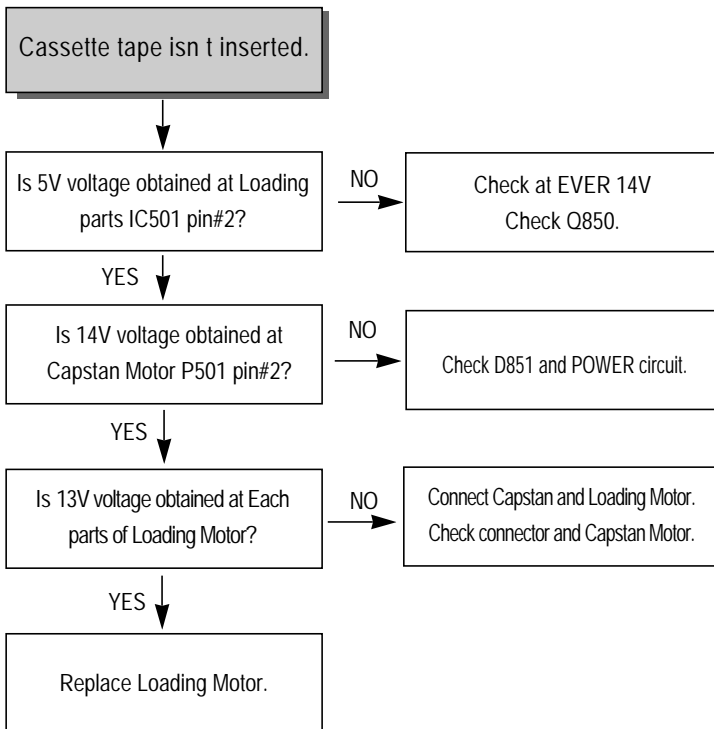 Cassette tape isn t inserted.
Is 5V voltage obtained at Loading
parts IC501 pin#2?
NO
Check at EVER 14V
Check Q850.
YES
Is 14V voltage obtained at
Capstan Motor P501 pin#2?
NO
Check D851 and POWER circuit.
YES
Is 13V voltage obtained at Each
parts of Loading Motor?
NO
Connect Capstan and Loading Motor.
Check connector and Capstan Motor.
YES
Replace Loading Motor.